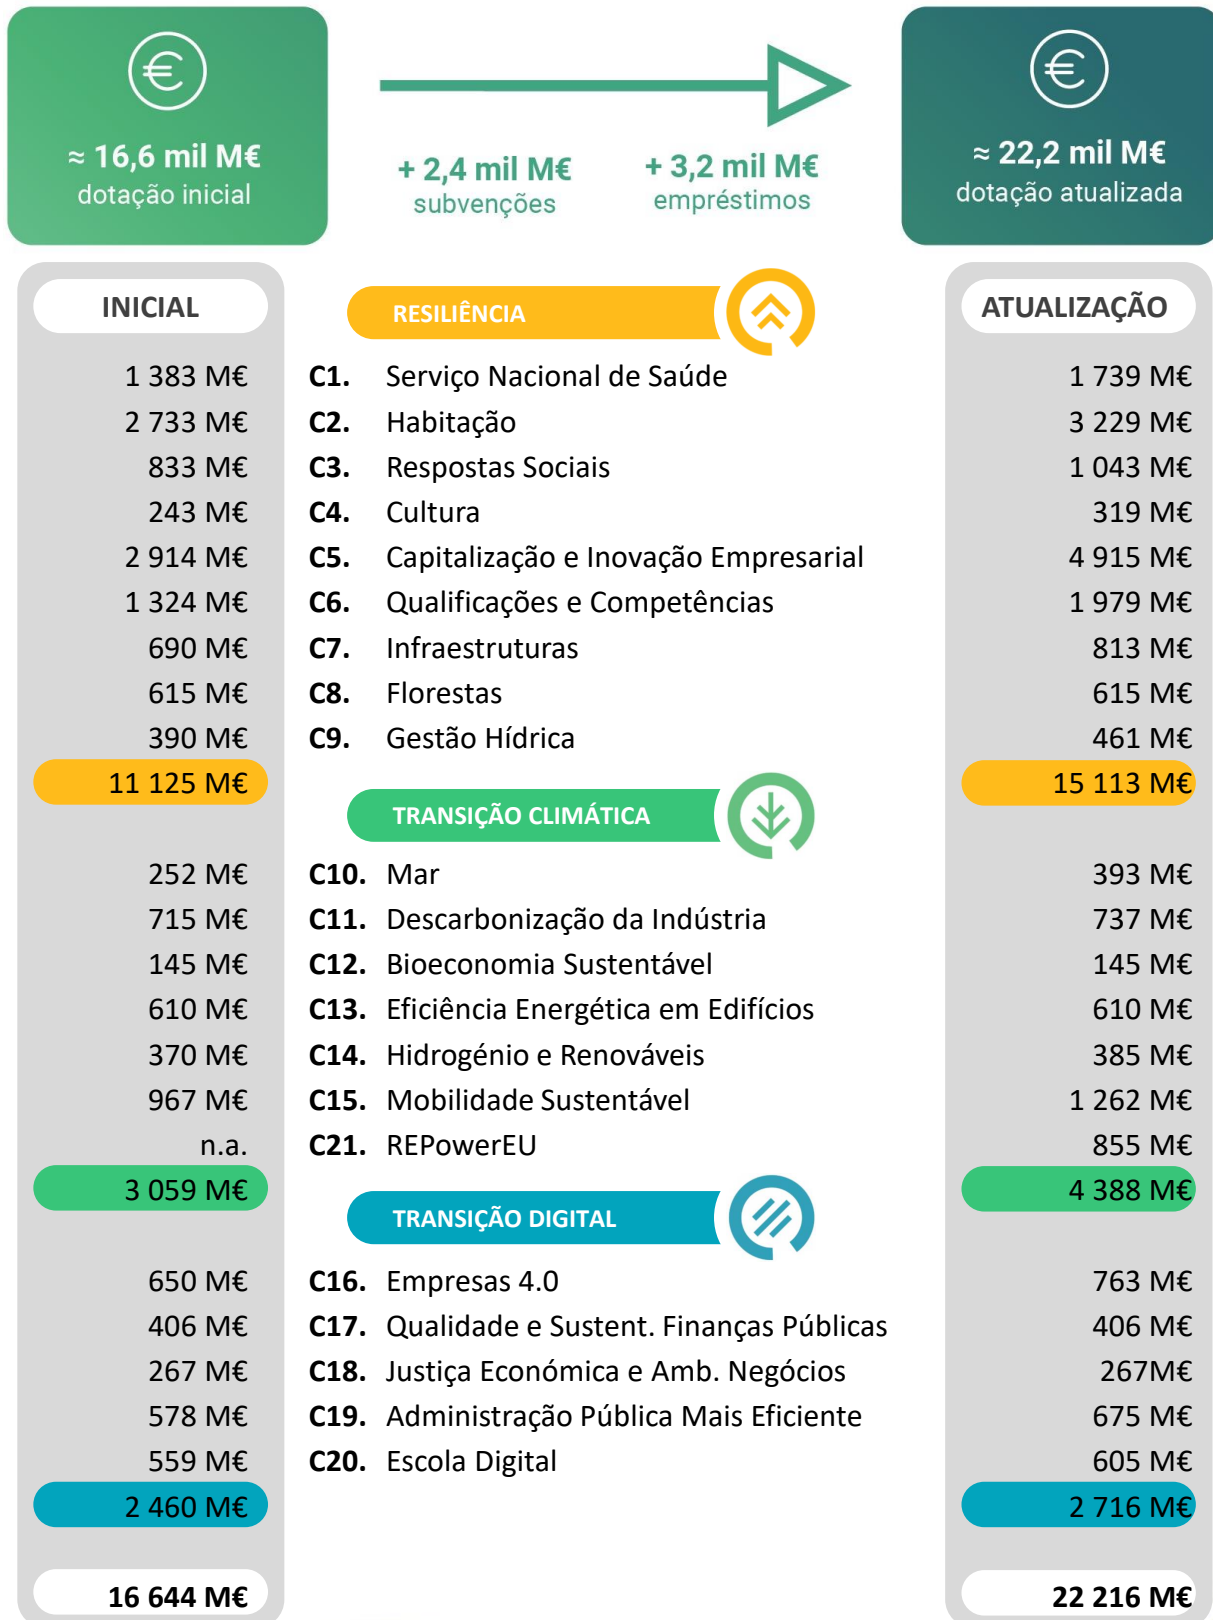 ≈ 16,6 mil M€
dotação inicial
+ 2,4 mil M€
subvenções
+ 3,2 mil M€
empréstimos
≈ 22,2 mil M€
dotação atualizada
INICIAL
RESILIÊNCIA
ATUALIZAÇÃO
1 383 M€ C1. Serviço Nacional de Saúde 1 739 M€
2 733 M€ C2. Habitação 3 229 M€
833 M€ C3. Respostas Sociais 1 043 M€
243 M€ C4. Cultura 319 M€
2 914 M€ C5. Capitalização e Inovação Empresarial 4 915 M€
1 324 M€ C6. Qualificações e Competências 1 979 M€
690 M€ C7. Infraestruturas 813 M€
615 M€ C8. Florestas 615 M€
390 M€ C9. Gestão Hídrica 461 M€
11 125 M€ 15 113 M€
TRANSIÇÃO CLIMÁTICA
252 M€ C10. Mar 393 M€
715 M€ C11. Descarbonização da Indústria 737 M€
145 M€ C12. Bioeconomia Sustentável 145 M€
610 M€ C13. Eficiência Energética em Edifícios 610 M€
370 M€ C14. Hidrogénio e Renováveis 385 M€
967 M€ C15. Mobilidade Sustentável 1 262 M€
n.a. C21. REPowerEU 855 M€
3 059 M€ 4 388 M€
TRANSIÇÃO DIGITAL
650 M€ C16. Empresas 4.0 763 M€
406 M€ C17. Qualidade e Sustent. Finanças Públicas 406 M€
267 M€ C18. Justiça Económica e Amb. Negócios 267M€
578 M€ C19. Administração Pública Mais Eficiente 675 M€
559 M€ C20. Escola Digital 605 M€
2 460 M€ 2 716 M€
16 644 M€ 22 216 M€